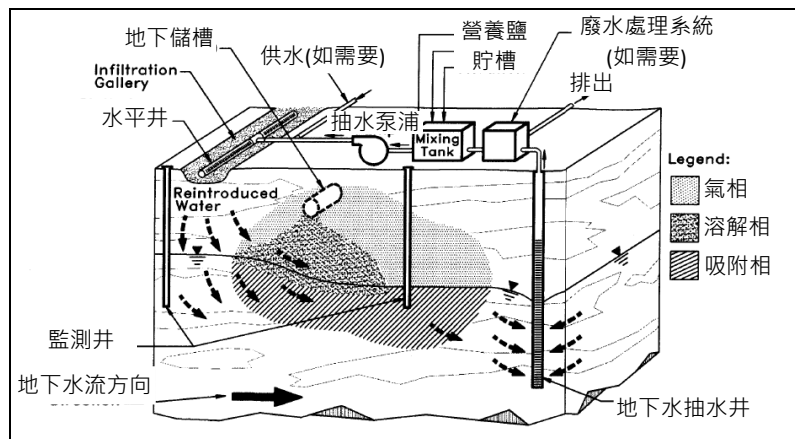 地下儲槽
供水(如需要)
營養鹽
貯槽
廢水處理系統
(如需要)
排出
Infiltration
Gallery
水平井
抽水泵浦
Mixing
Tank
Reintroduced
Water
Legend:
氣相
溶解相
吸附相
監測井
地下水流方向
地下水抽水井